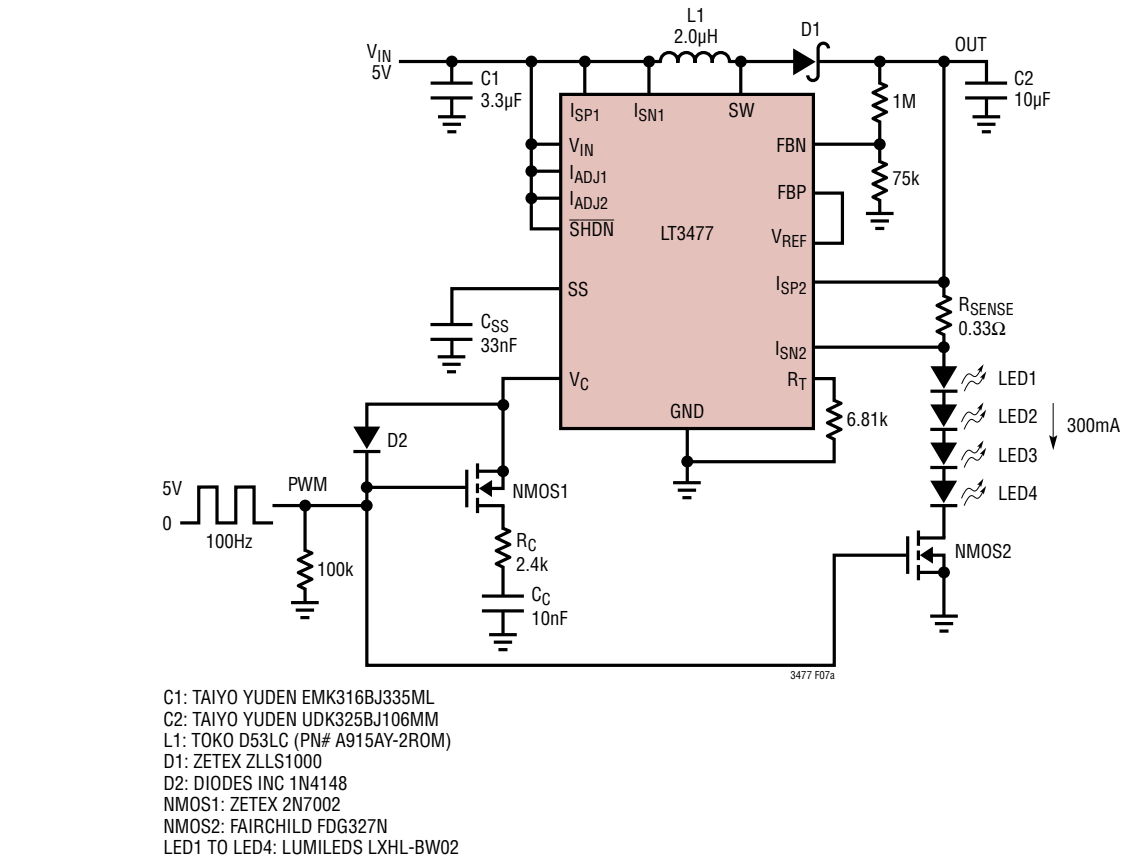 L1
2.0µH
D1
VIN
5V
OUT
C1
3.3µF
C2
10µF
ISP1
ISN1
SW
1M
VIN
FBN
IADJ1
75k
IADJ2
FBP
SHDN
LT3477
VREF
SS
ISP2
RSENSE
0.33Ω
CSS
33nF
ISN2
VC
RT
LED1
GND
6.81k
LED2
300mA
D2
LED3
5V
PWM
NMOS1
LED4
0
100Hz
RC
2.4k
NMOS2
100k
CC
10nF
3477 F07a
C1: TAIYO YUDEN EMK316BJ335ML
C2: TAIYO YUDEN UDK325BJ106MM
L1: TOKO D53LC (PN# A915AY-2ROM)
D1: ZETEX ZLLS1000
D2: DIODES INC 1N4148
NMOS1: ZETEX 2N7002
NMOS2: FAIRCHILD FDG327N
LED1 TO LED4: LUMILEDS LXHL-BW02